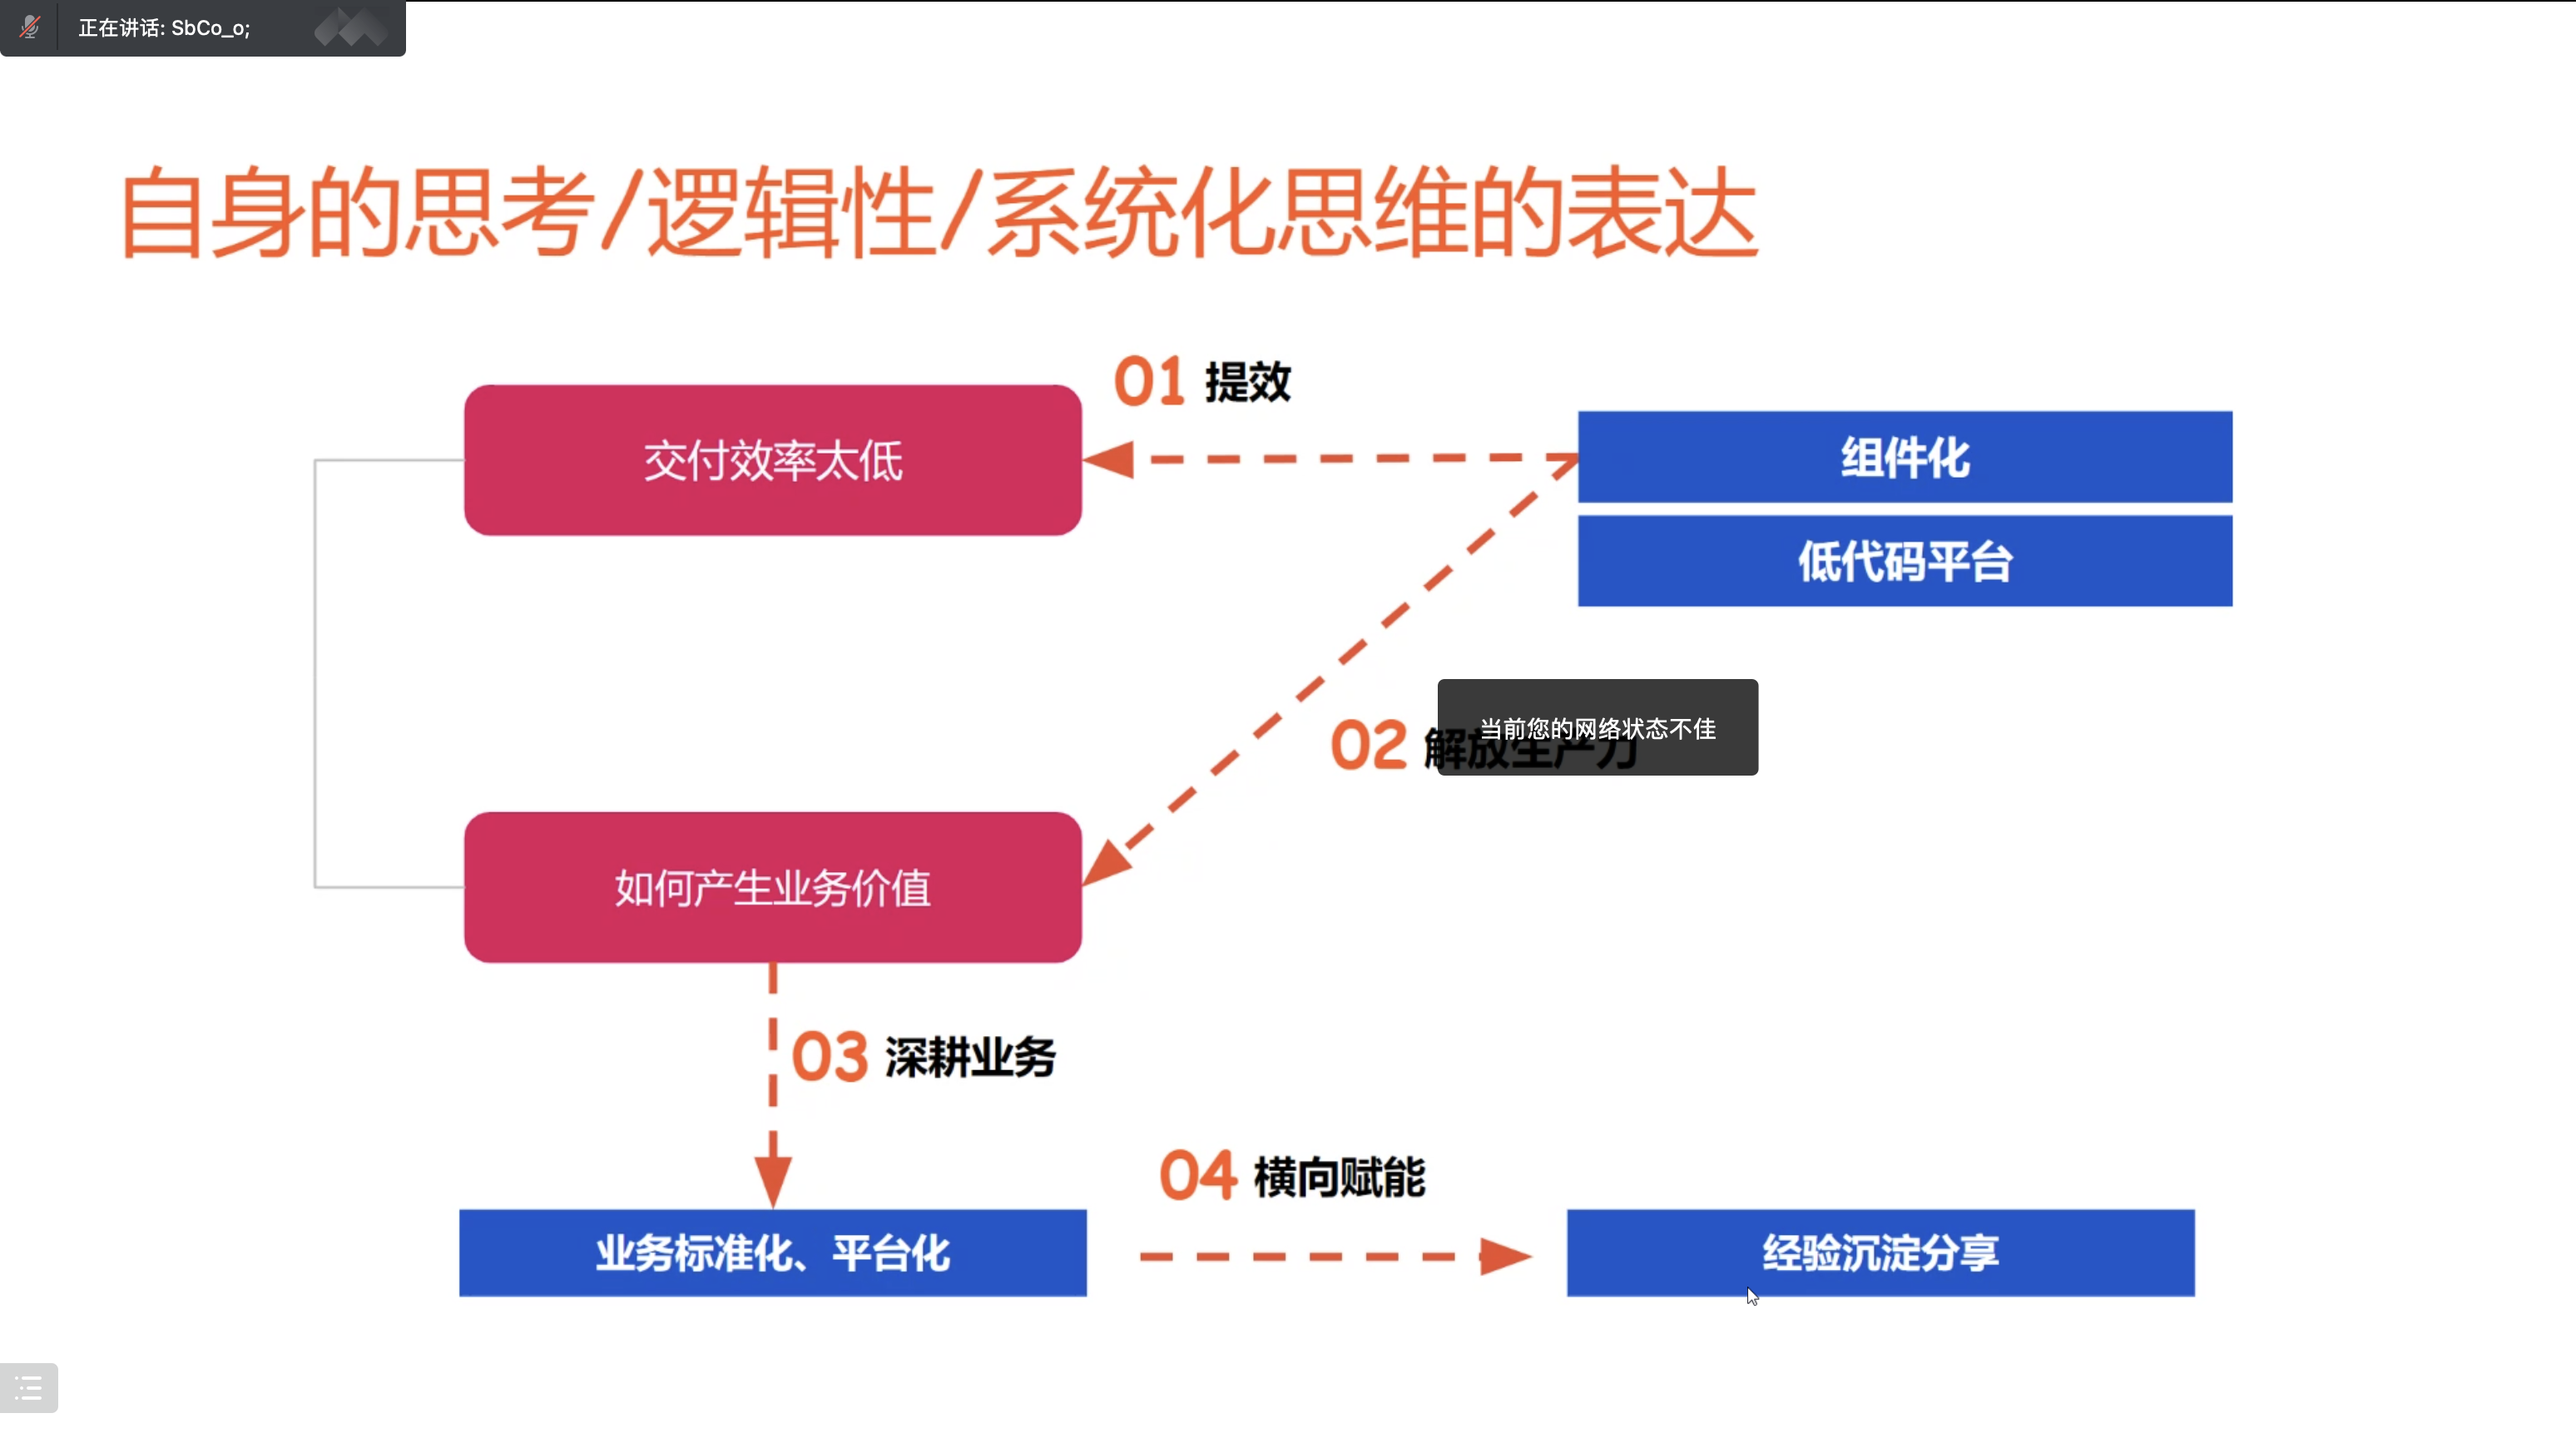 正在讲话: SbCo_o;
自身的思考/逻辑性/系统化思维的表达
01 提效
交付效率太低
组件化
低代码平台
当前您的网络状态不佳
02 解放生产力
如何产生业务价值
03 深耕业务
04 横向赋能
业务标准化、平台化
经验沉淀分享